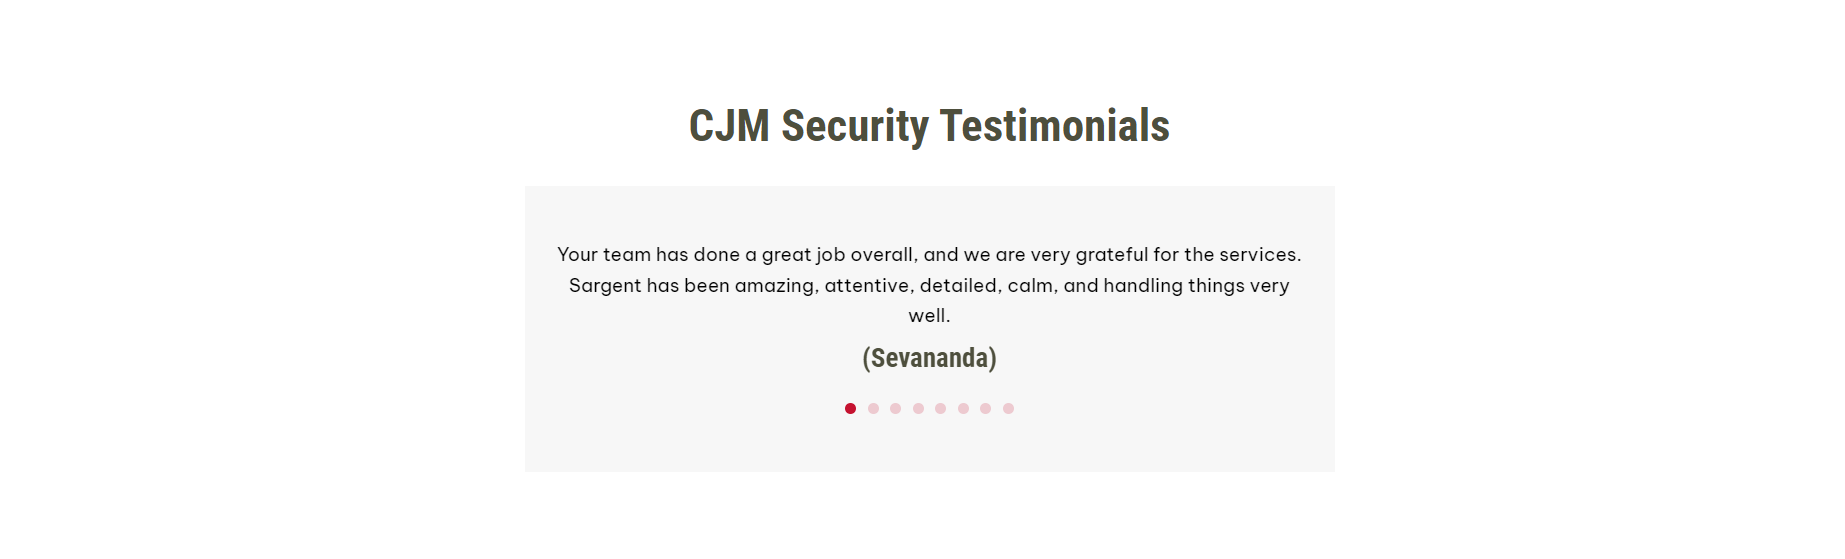 CJM Security Testimonials
Your team has done a great job overall, and we are very grateful for the services.
Sargent has been amazing, attentive, detailed, calm, and handling things very
well.
(Sevananda)